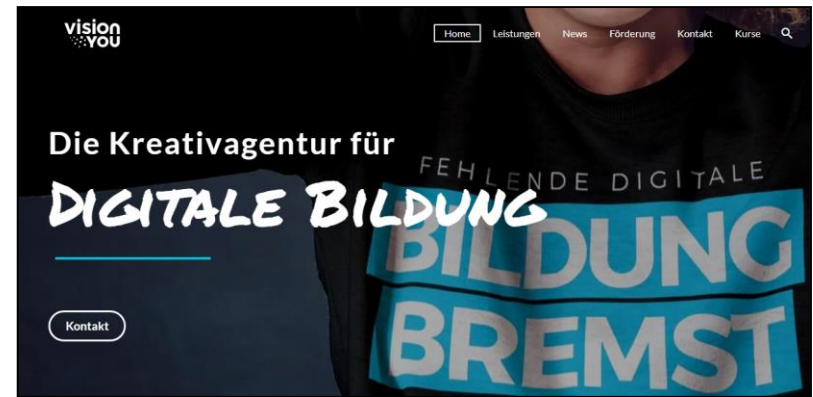 vision
YOU
Home Leistungen News Förderung Kontakt Kurse
Die Kreativagentur für
DIGITALE BILDUNG
FEHLENDE DIGITALE
BILDUNG
BREMST
Kontakt